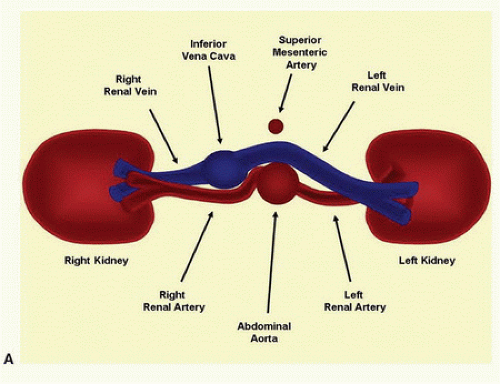 Inferior
Vena Cava
Superior
Mesenteric
Artery
Right
Renal Vein
Left
Renal Vein
Right Kidney
Left Kidney
Right
Renal Artery
Left
Renal Artery
Abdominal
Aorta
A